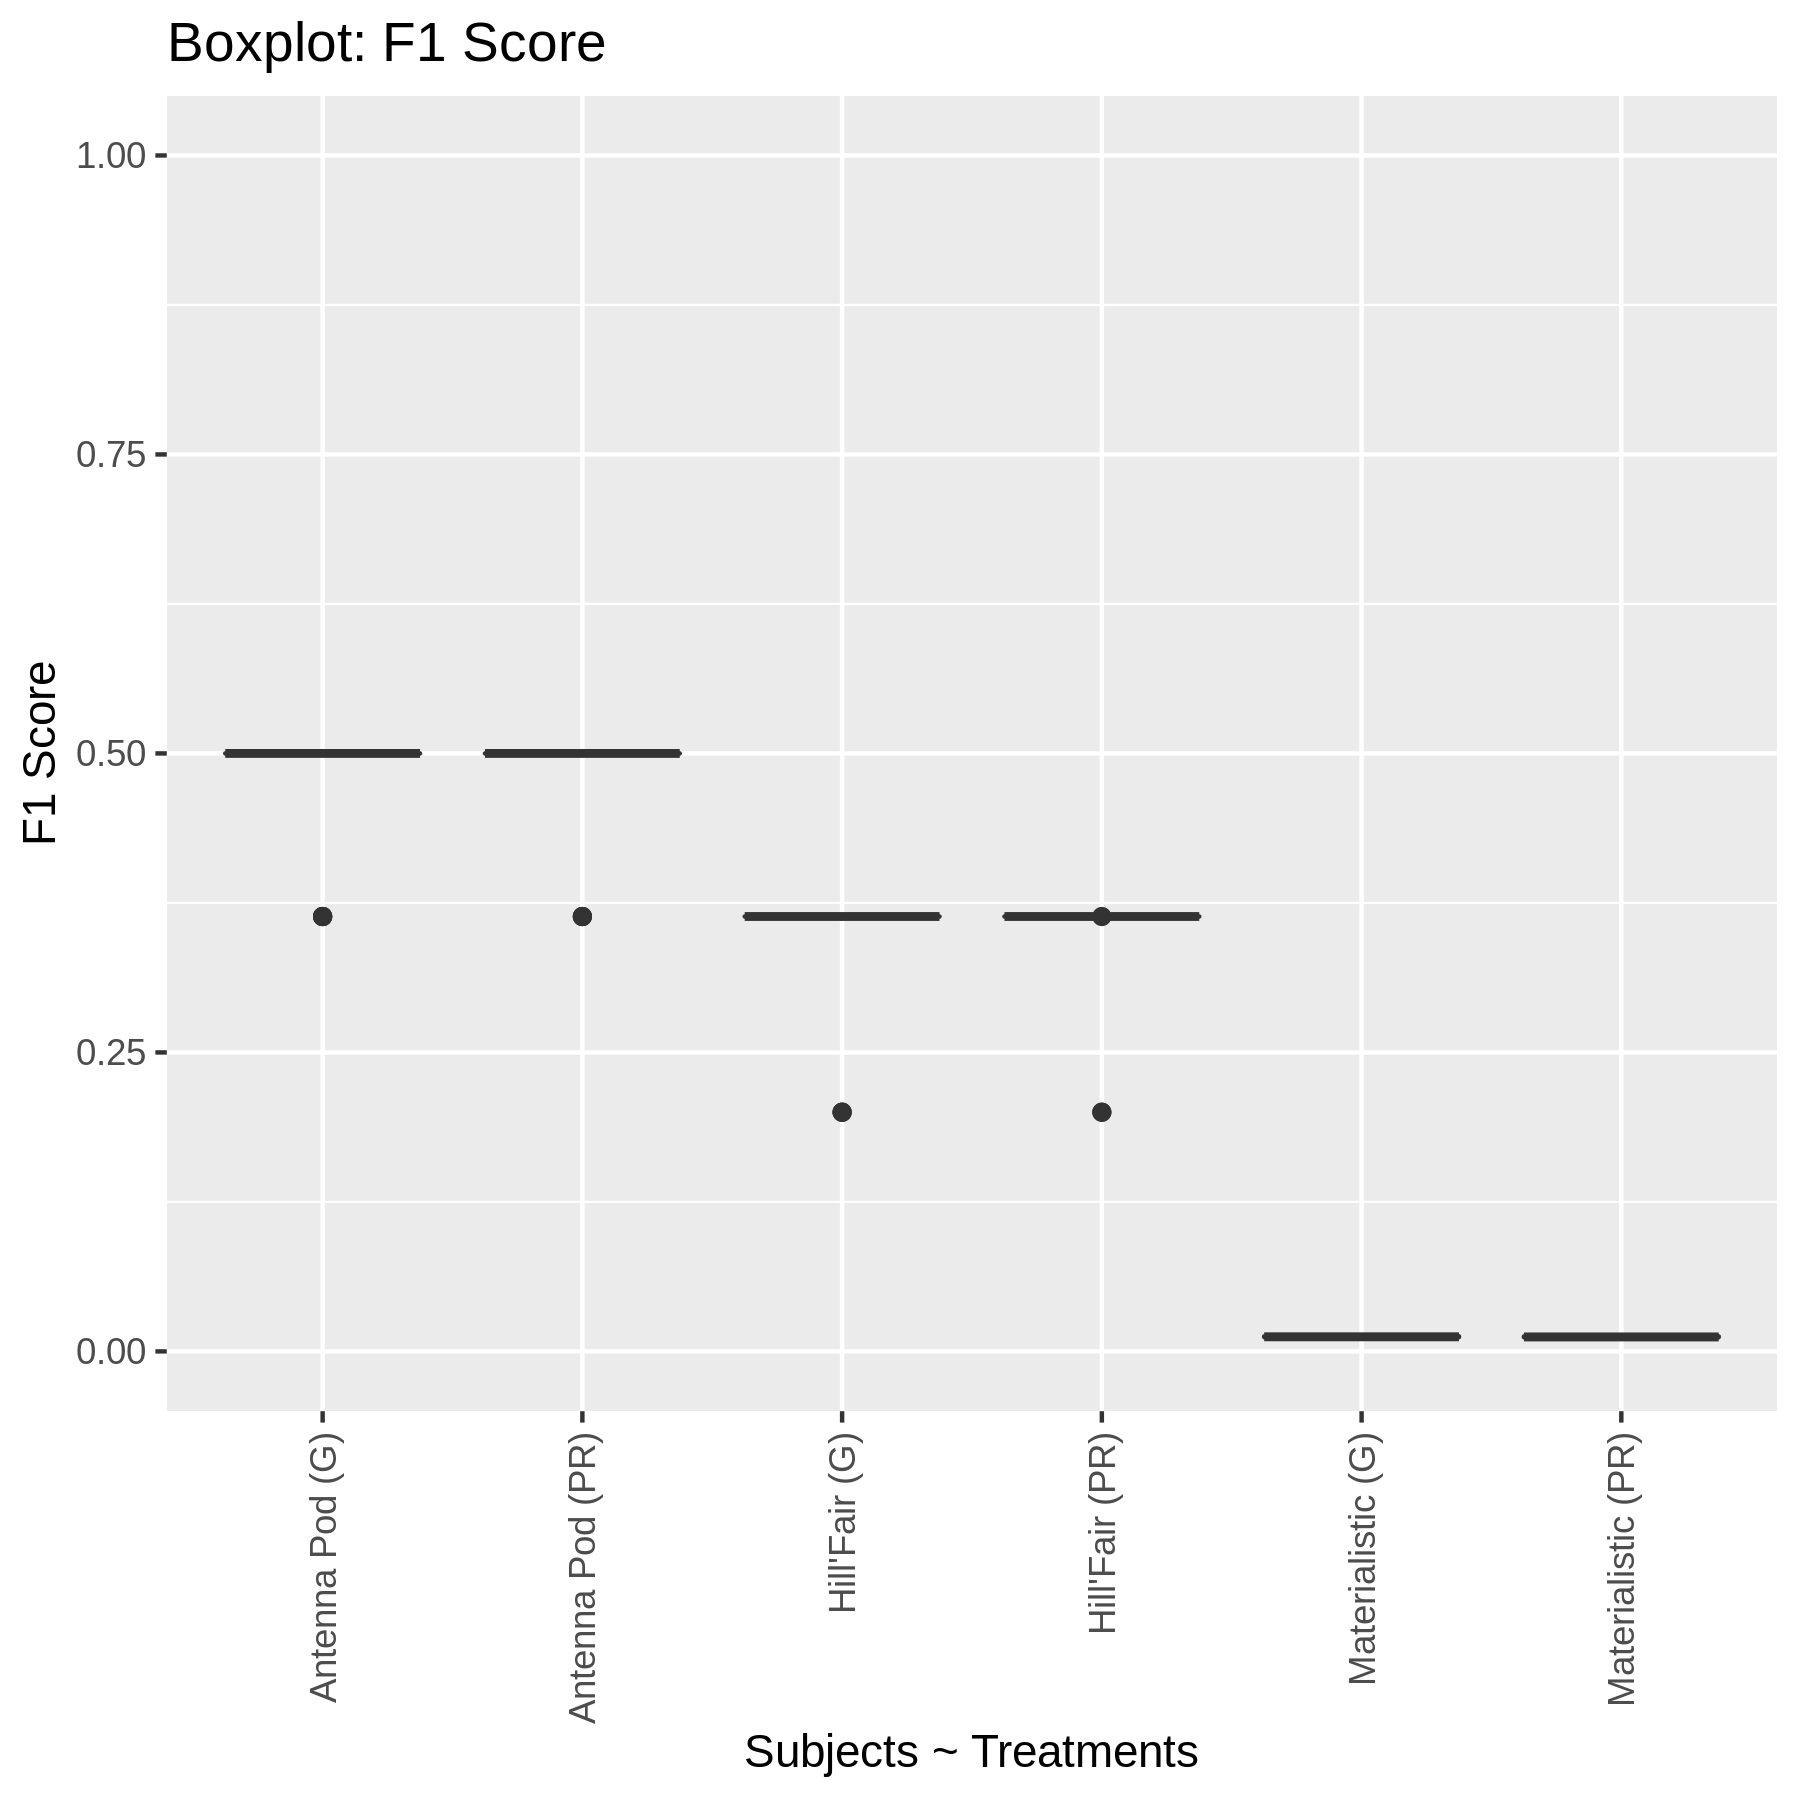 Boxplot: F1 Score
1.00
0.75
0.50
0.25
0.00
F1 Score
Antenna Pod (G)
Antenna Pod (PR)
Hill'Fair (G)
Hill'Fair (PR)
Materialistic (G)
Materialistic (PR)
Subjects ~ Treatments